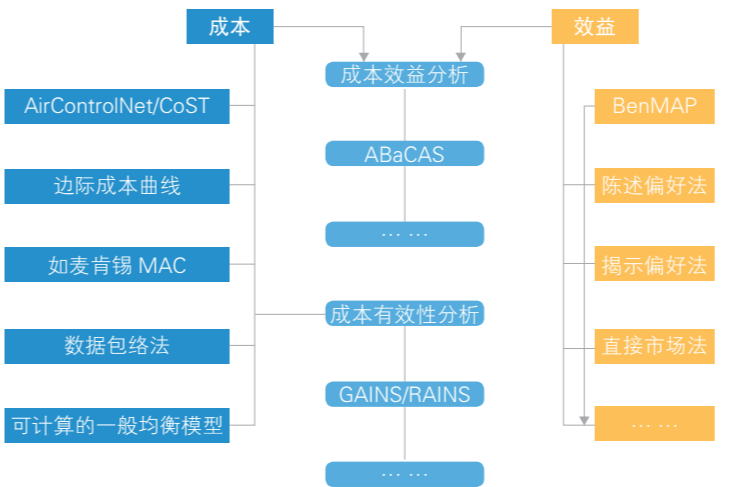 成本
效益
成本效益分析
AirControlNet/CoST
BenMAP
ABaCAS
边际成本曲线
陈述偏好法
… …
如麦肯锡 MAC
揭示偏好法
成本有效性分析
数据包络法
直接市场法
GAINS/RAINS
可计算的一般均衡模型
… …
… …